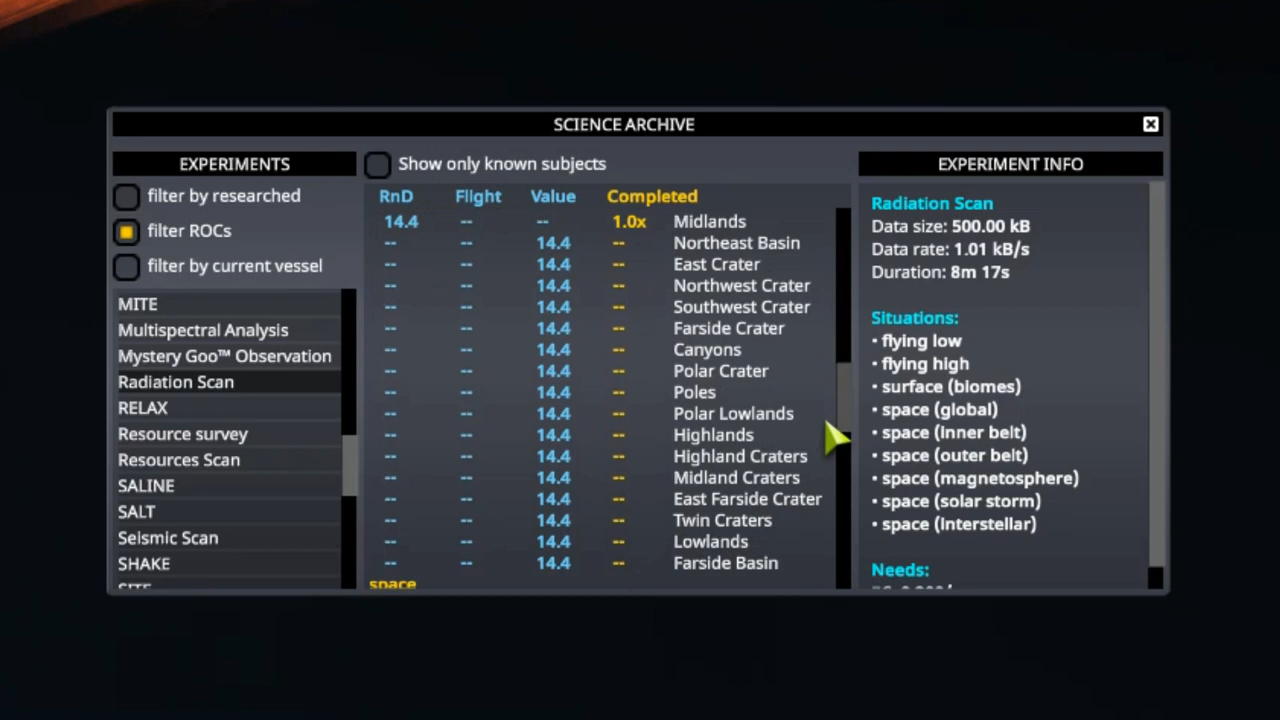 SCIENCE ARCHIVE
EXPERIMENTS
filter by researched
filter ROCs
filter by current vessel
MITE
Multispectral Analysis
Mystery Goo™ Observation
Radiation Scan
RELAX
Resource survey
Resources Scan
SALINE
SALT
Seismic Scan
SHAKE
SITE
Show only known subjects
RnD Flight Value Completed
14.4 -- -- 1.0x Midlands
-- -- 14.4 -- Northeast Basin
-- -- 14.4 -- East Crater
-- -- 14.4 -- Northwest Crater
-- -- 14.4 -- Southwest Crater
-- -- 14.4 -- Farside Crater
-- -- 14.4 -- Canyons
-- -- 14.4 -- Polar Crater
-- -- 14.4 -- Poles
-- -- 14.4 -- Polar Lowlands
-- -- 14.4 -- Highlands
-- -- 14.4 -- Highland Craters
-- -- 14.4 -- Midland Craters
-- -- 14.4 -- East Farside Crater
-- -- 14.4 -- Twin Craters
-- -- 14.4 -- Lowlands
-- -- 14.4 -- Farside Basin
space
EXPERIMENT INFO
Radiation Scan
Data size: 500.00 kB
Data rate: 1.01 kB/s
Duration: 8m 17s
Situations:
• flying low
• flying high
• surface (biomes)
• space (global)
• space (inner belt)
• space (outer belt)
• space (magnetosphere)
• space (solar storm)
• space (interstellar)
Needs: